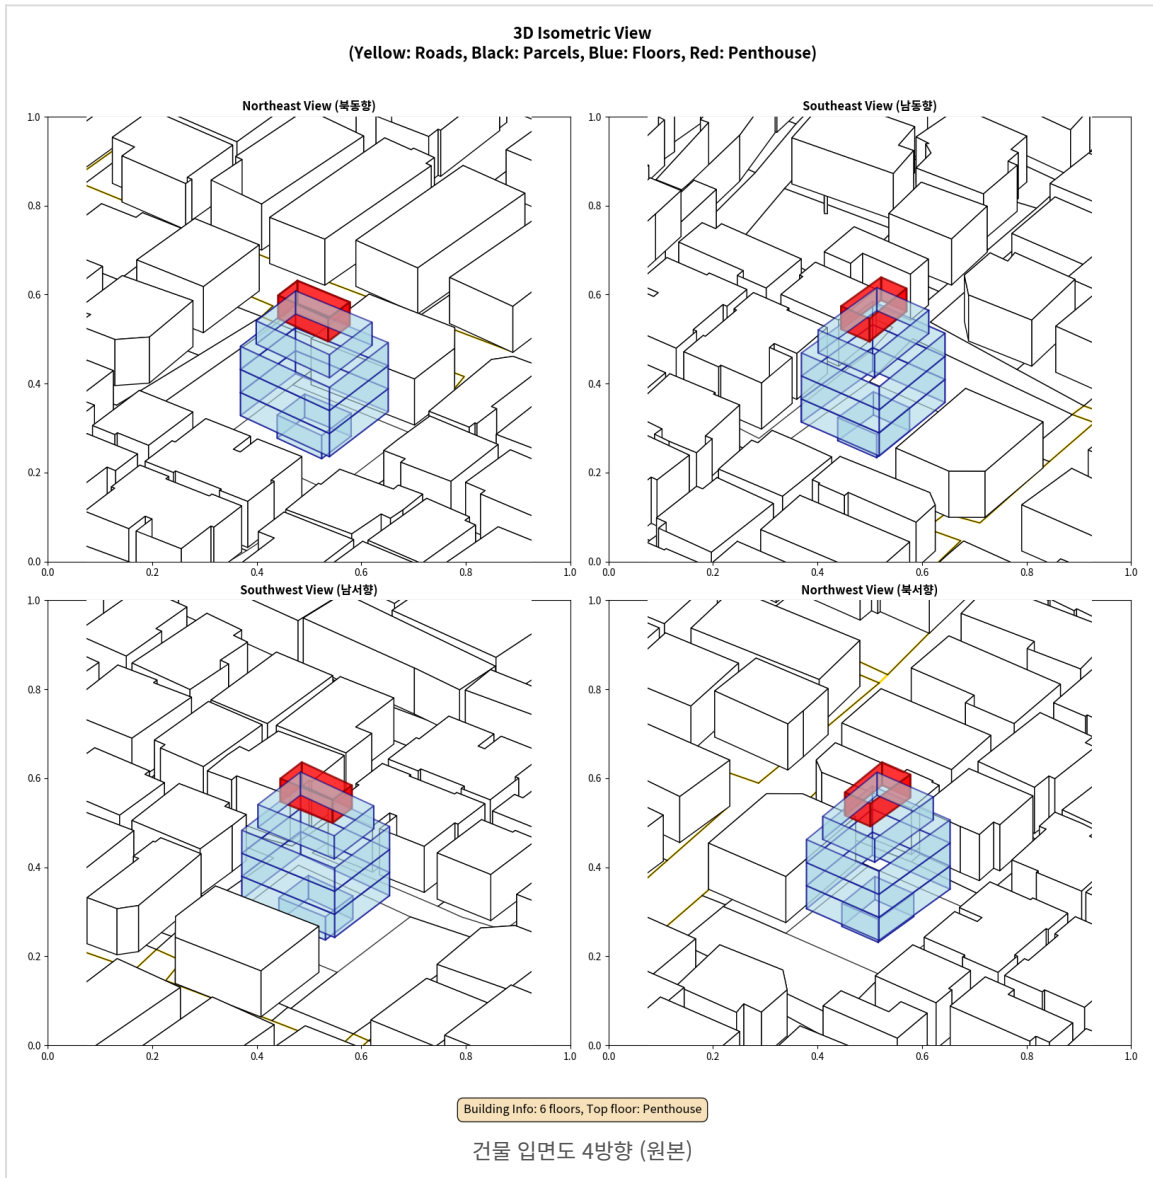 3D Isometric View
(Yellow: Roads, Black: Parcels, Blue: Floors, Red: Penthouse)
Northeast View (북동향)
1.0
0.8
0.6
0.4
0.2
0.0
0.0 0.2 0.4 0.6 0.8 1.0
Southeast View (남동향)
1.0
0.8
0.6
0.4
0.2
0.0
0.0 0.2 0.4 0.6 0.8 1.0
Southwest View (남서향)
1.0
0.8
0.6
0.4
0.2
0.0
0.0 0.2 0.4 0.6 0.8 1.0
Northwest View (북서향)
1.0
0.8
0.6
0.4
0.2
0.0
0.0 0.2 0.4 0.6 0.8 1.0
Building Info: 6 floors, Top floor: Penthouse
건물 입면도 4방향 (원본)